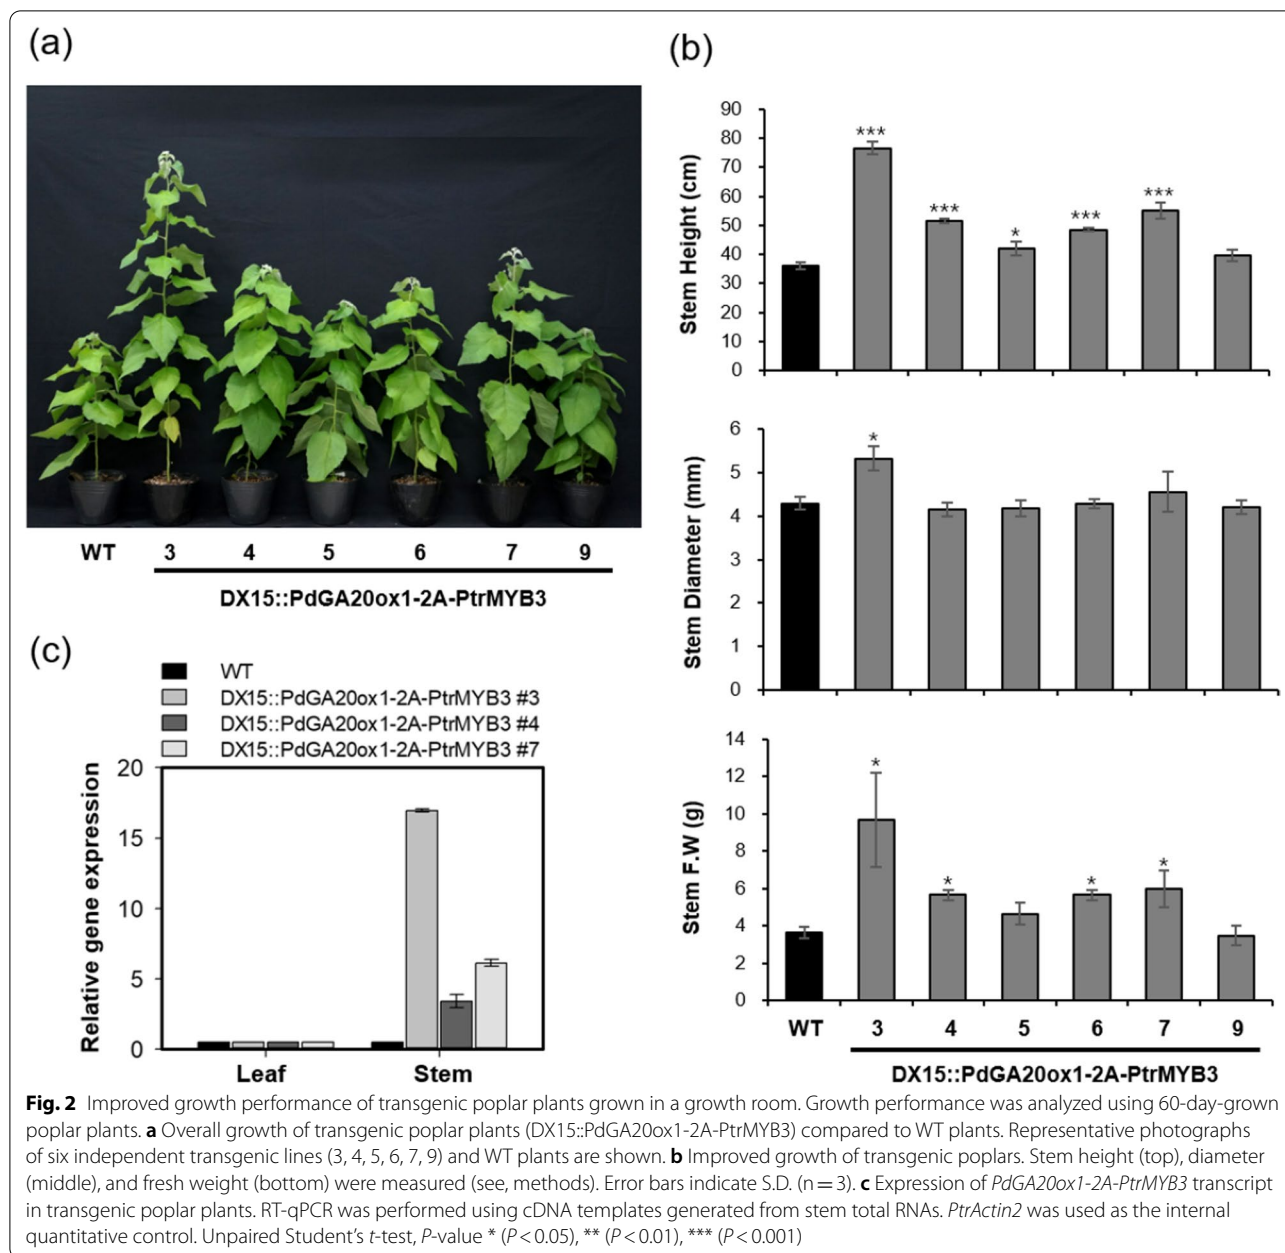 (a)
WT 3 4 5 6 7 9
DX15::PdGA20ox1-2A-PtrMYB3
(b)
Stem Height (cm)
90
80
70
60
50
40
30
20
10
0
***
***
*
***
***
Stem Diameter (mm)
6
5
4
3
2
1
0
*
Stem F.W (g)
14
12
10
8
6
4
2
0
*
*
*
*
WT 3 4 5 6 7 9
DX15::PdGA20ox1-2A-PtrMYB3
(c)
WT
DX15::PdGA20ox1-2A-PtrMYB3 #3
DX15::PdGA20ox1-2A-PtrMYB3 #4
DX15::PdGA20ox1-2A-PtrMYB3 #7
Relative gene expression
20
15
10
5
0
Leaf Stem
Fig. 2 Improved growth performance of transgenic poplar plants grown in a growth room. Growth performance was analyzed using 60-day-grown
poplar plants. a Overall growth of transgenic poplar plants (DX15::PdGA20ox1-2A-PtrMYB3) compared to WT plants. Representative photographs
of six independent transgenic lines (3, 4, 5, 6, 7, 9) and WT plants are shown. b Improved growth of transgenic poplars. Stem height (top), diameter
(middle), and fresh weight (bottom) were measured (see, methods). Error bars indicate S.D. (n = 3). c Expression of PdGA20ox1-2A-PtrMYB3 transcript
in transgenic poplar plants. RT-qPCR was performed using cDNA templates generated from stem total RNAs. PtrActin2 was used as the internal
quantitative control. Unpaired Student's t-test, P-value * (P < 0.05), ** (P < 0.01), *** (P < 0.001)